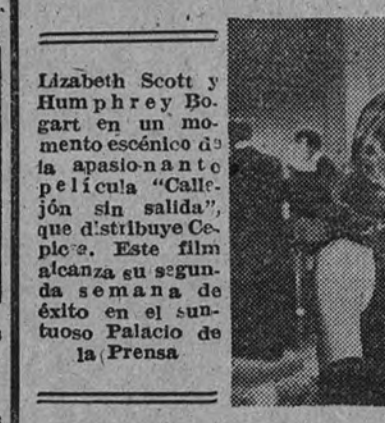 Lizabeth Scott y
Humphrey Bo-
gart en un mo-
mento escénico de
la apasionante
película "Calle-
jón sin salida",
que distribuye Ce-
picsa. Este film
alcanza su segun-
da semana de
éxito en el sun-
tuoso Palacio de
la Prensa